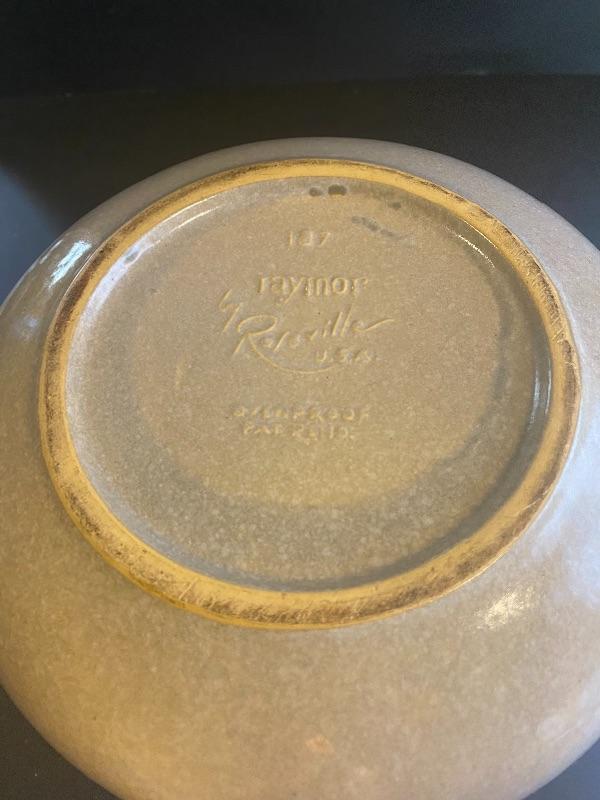 187
raymor
by Roseville
U.S.A.
OVENPROOF
PAT. PEND.